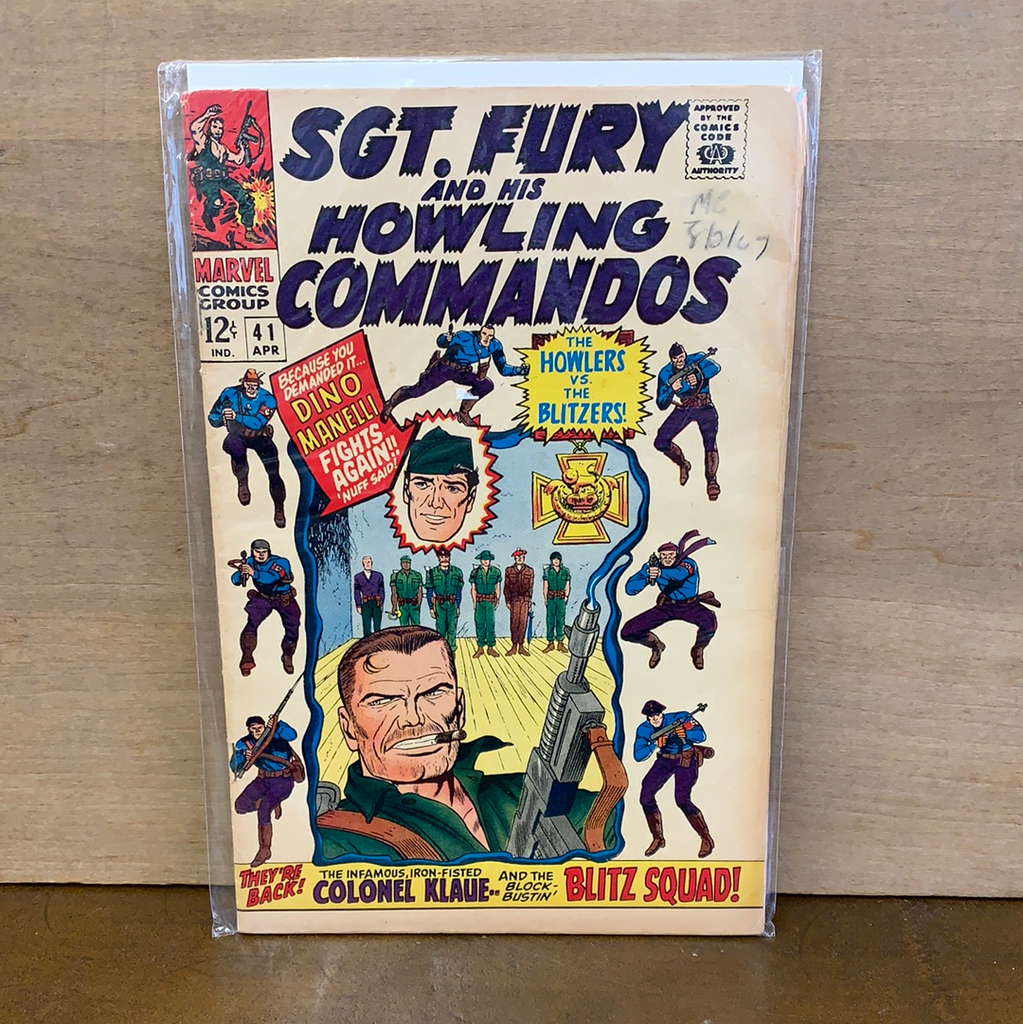 SGT. FURY
AND HIS
HOWLING
COMMANDOS
APPROVED
BY THE
COMICS
CODE
CA
AUTHORITY
MC
MARVEL
COMICS
GROUP
12¢
IND.
41
APR
BECAUSE YOU
DEMANDED IT...
DINO
MANELLI
FIGHTS
AGAIN!!
'NUFF SAID!
THE
HOWLERS
VS.
THE
BLITZERS!
THEY'RE
BACK!
THE INFAMOUS, IRON-FISTED
COLONEL KLAUE--
AND THE
BLOCK-
BUSTIN'
BLITZ SQUAD!